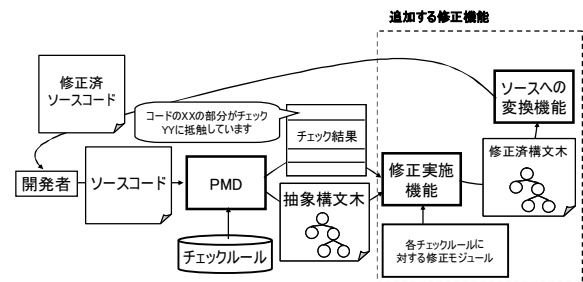 追加する修正機能
修正済
ソースコード
コードのXXの部分がチェック
YYに抵触しています
チェック結果
ソースへの
変換機能
開発者
ソースコード
PMD
抽象構文木
修正実施
機能
修正済構文木
チェックルール
各チェックルールに
対する修正モジュール